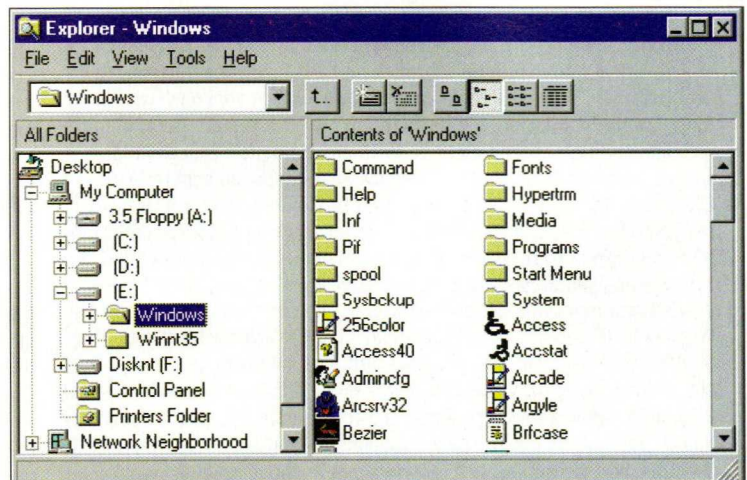 Explorer - Windows
File Edit View Tools Help
Windows
t..
All Folders
Contents of 'Windows'
Desktop
My Computer
3.5 Floppy (A:)
(C:)
(D:)
(E:)
Windows
Winnt35
Disknt (F:)
Control Panel
Printers Folder
Network Neighborhood
Command
Help
Inf
Pif
spool
Sysbckup
256color
Access40
Admincfg
Arcsrv32
Bezier
Fonts
Hypertrm
Media
Programs
Start Menu
System
Access
Accstat
Arcade
Argyle
Brfcase